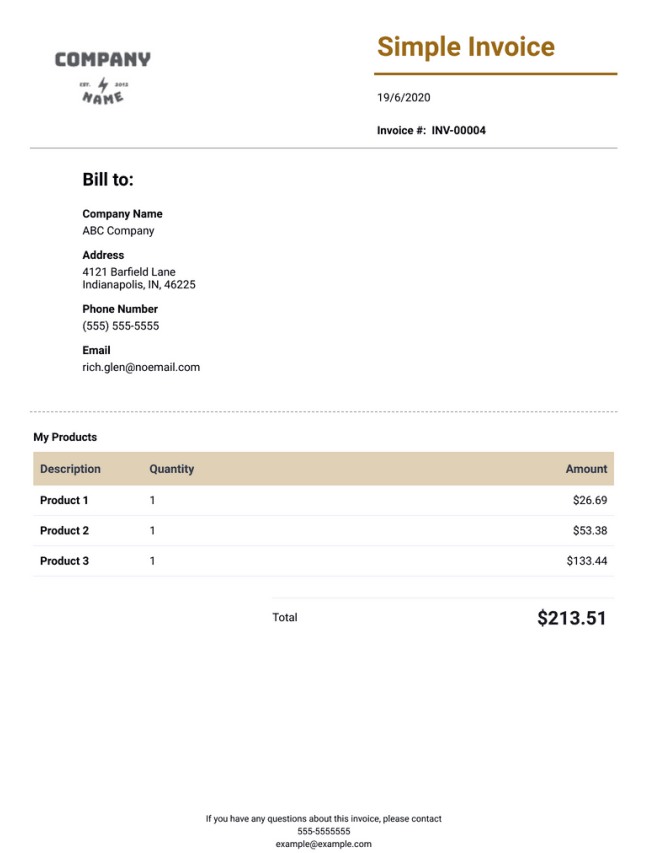 COMPANY
EST. 2012
NAME
Simple Invoice
19/6/2020
Invoice #: INV-00004
Bill to:
Company Name
ABC Company
Address
4121 Barfield Lane
Indianapolis, IN, 46225
Phone Number
(555) 555-5555
Email
rich.glen@noemail.com
My Products
Description Quantity Amount
Product 1 1 $26.69
Product 2 1 $53.38
Product 3 1 $133.44
Total $213.51
If you have any questions about this invoice, please contact
555-5555555
example@example.com